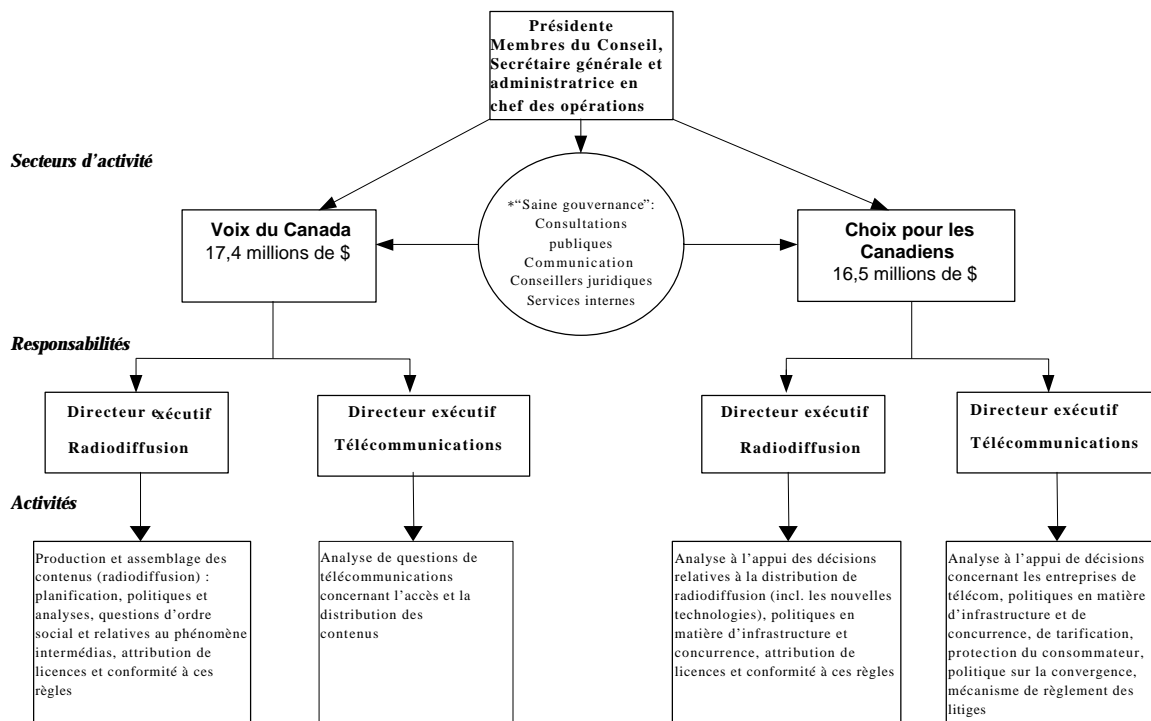 Présidente
Membres du Conseil,
Secrétaire générale et
administratrice en
chef des opérations
Secteurs d'activité
*"Saine gouvernance":
Consultations
publiques
Communication
Conseillers juridiques
Services internes
Voix du Canada
17,4 millions de $
Choix pour les
Canadiens
16,5 millions de $
Responsabilités
Directeur exécutif
Radiodiffusion
Directeur exécutif
Télécommunications
Directeur exécutif
Radiodiffusion
Directeur exécutif
Télécommunications
Activités
Production et assemblage des
contenus (radiodiffusion) :
planification, politiques et
analyses, questions d'ordre
social et relatives au phénomène
intermédias, attribution de
licences et conformité à ces
règles
Analyse de questions de
télécommunications
concernant l'accès et la
distribution des
contenus
Analyse à l'appui des décisions
relatives à la distribution de
radiodiffusion (incl. les nouvelles
technologies), politiques en
matière d'infrastructure et
concurrence, attribution de
licences et conformité à ces règles
Analyse à l'appui de décisions
concernant les entreprises de
télécom, politiques en matière
d'infrastructure et de
concurrence, de tarification,
protection du consommateur,
politique sur la convergence,
mécanisme de règlement des
litiges